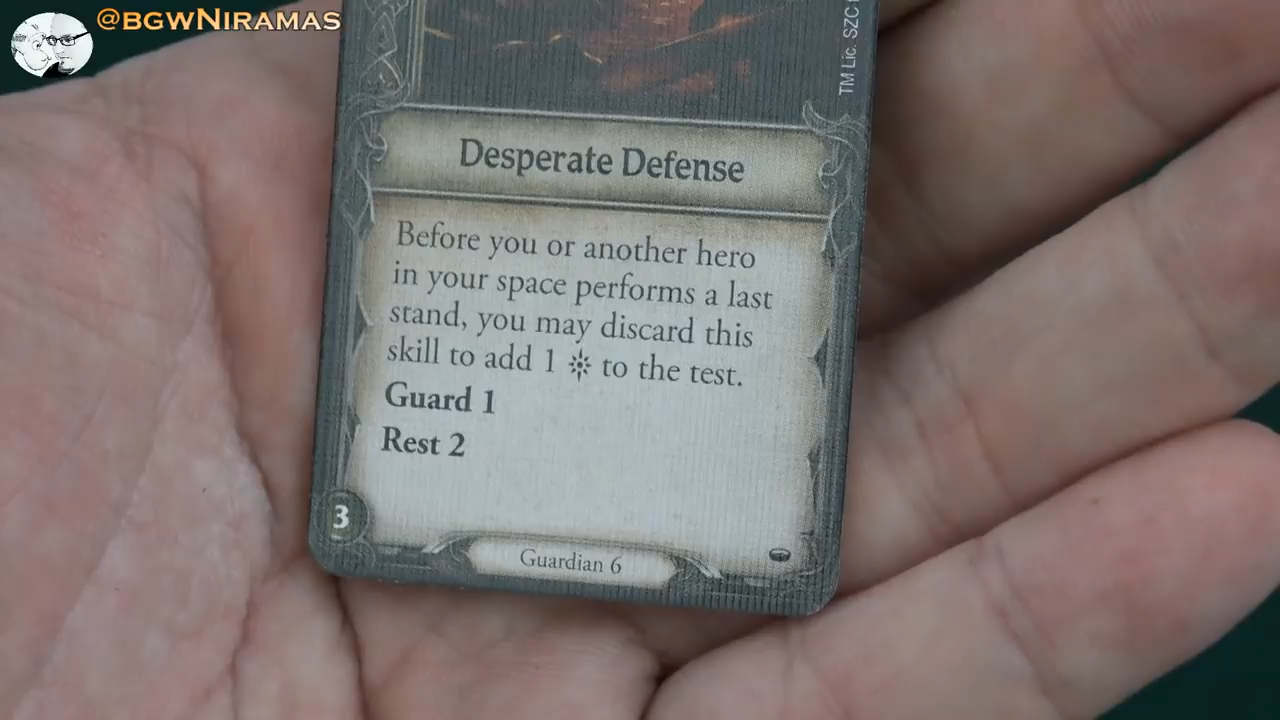 @BGWNIRAMAS
TM Lic. SZC
Desperate Defense
Before you or another hero
in your space performs a last
stand, you may discard this
skill to add 1 to the test.
Guard 1
Rest 2
3
Guardian 6